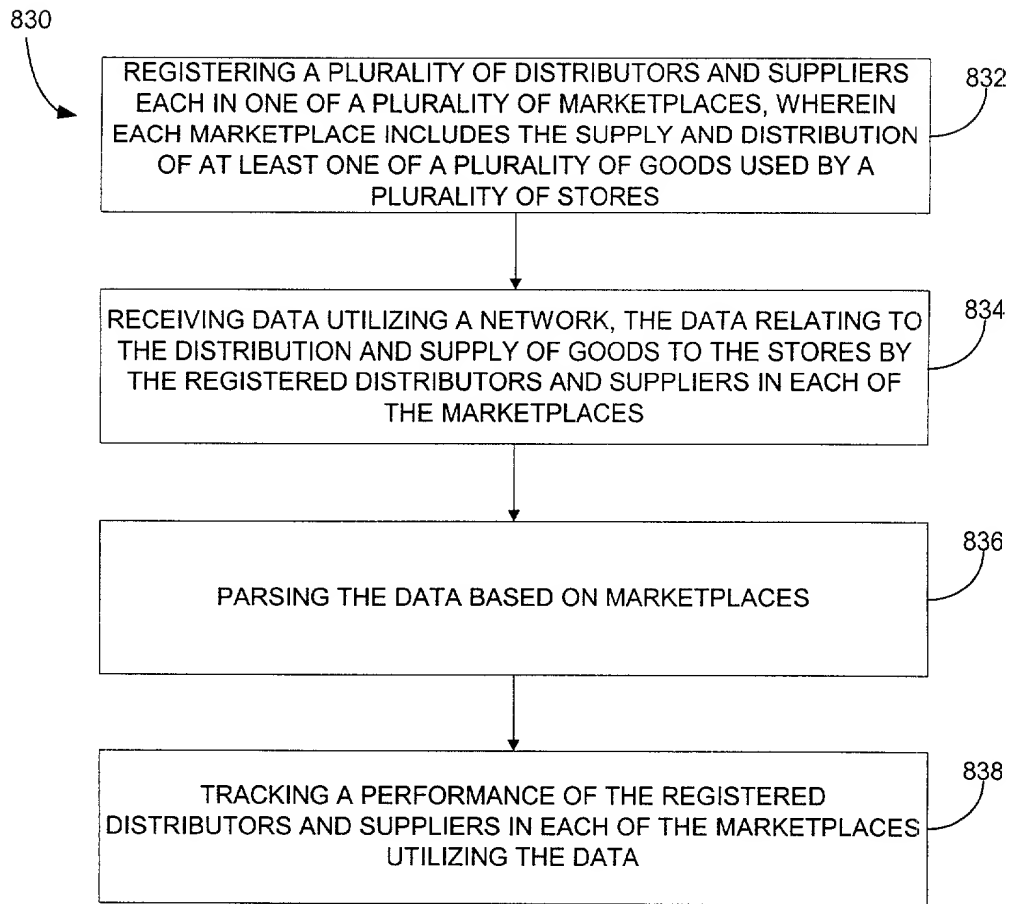 830
REGISTERING A PLURALITY OF DISTRIBUTORS AND SUPPLIERS
EACH IN ONE OF A PLURALITY OF MARKETPLACES, WHEREIN
EACH MARKETPLACE INCLUDES THE SUPPLY AND DISTRIBUTION
OF AT LEAST ONE OF A PLURALITY OF GOODS USED BY A
PLURALITY OF STORES
832
RECEIVING DATA UTILIZING A NETWORK, THE DATA RELATING TO
THE DISTRIBUTION AND SUPPLY OF GOODS TO THE STORES BY
THE REGISTERED DISTRIBUTORS AND SUPPLIERS IN EACH OF
THE MARKETPLACES
834
PARSING THE DATA BASED ON MARKETPLACES
836
TRACKING A PERFORMANCE OF THE REGISTERED
DISTRIBUTORS AND SUPPLIERS IN EACH OF THE MARKETPLACES
UTILIZING THE DATA
838